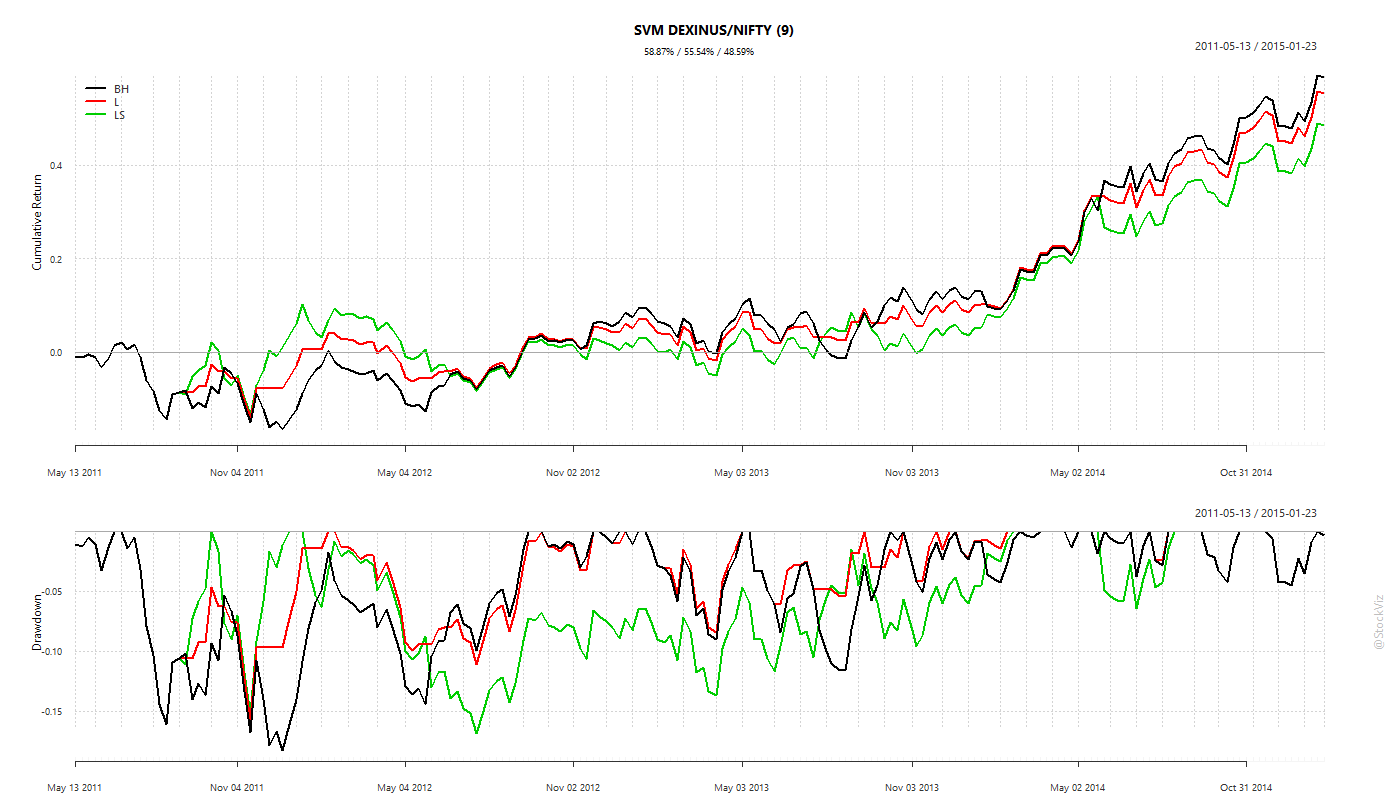 SVM DEXINUS/NIFTY (9)
58.87% / 55.54% / 48.59%
2011-05-13 / 2015-01-23
BH
L
LS
Cumulative Return
0.4
0.2
0.0
May 13 2011
Nov 04 2011
May 04 2012
Nov 02 2012
May 03 2013
Nov 03 2013
May 02 2014
Oct 31 2014
2011-05-13 / 2015-01-23
Drawdown
-0.05
-0.10
-0.15
May 13 2011
Nov 04 2011
May 04 2012
Nov 02 2012
May 03 2013
Nov 03 2013
May 02 2014
Oct 31 2014
@StockViz